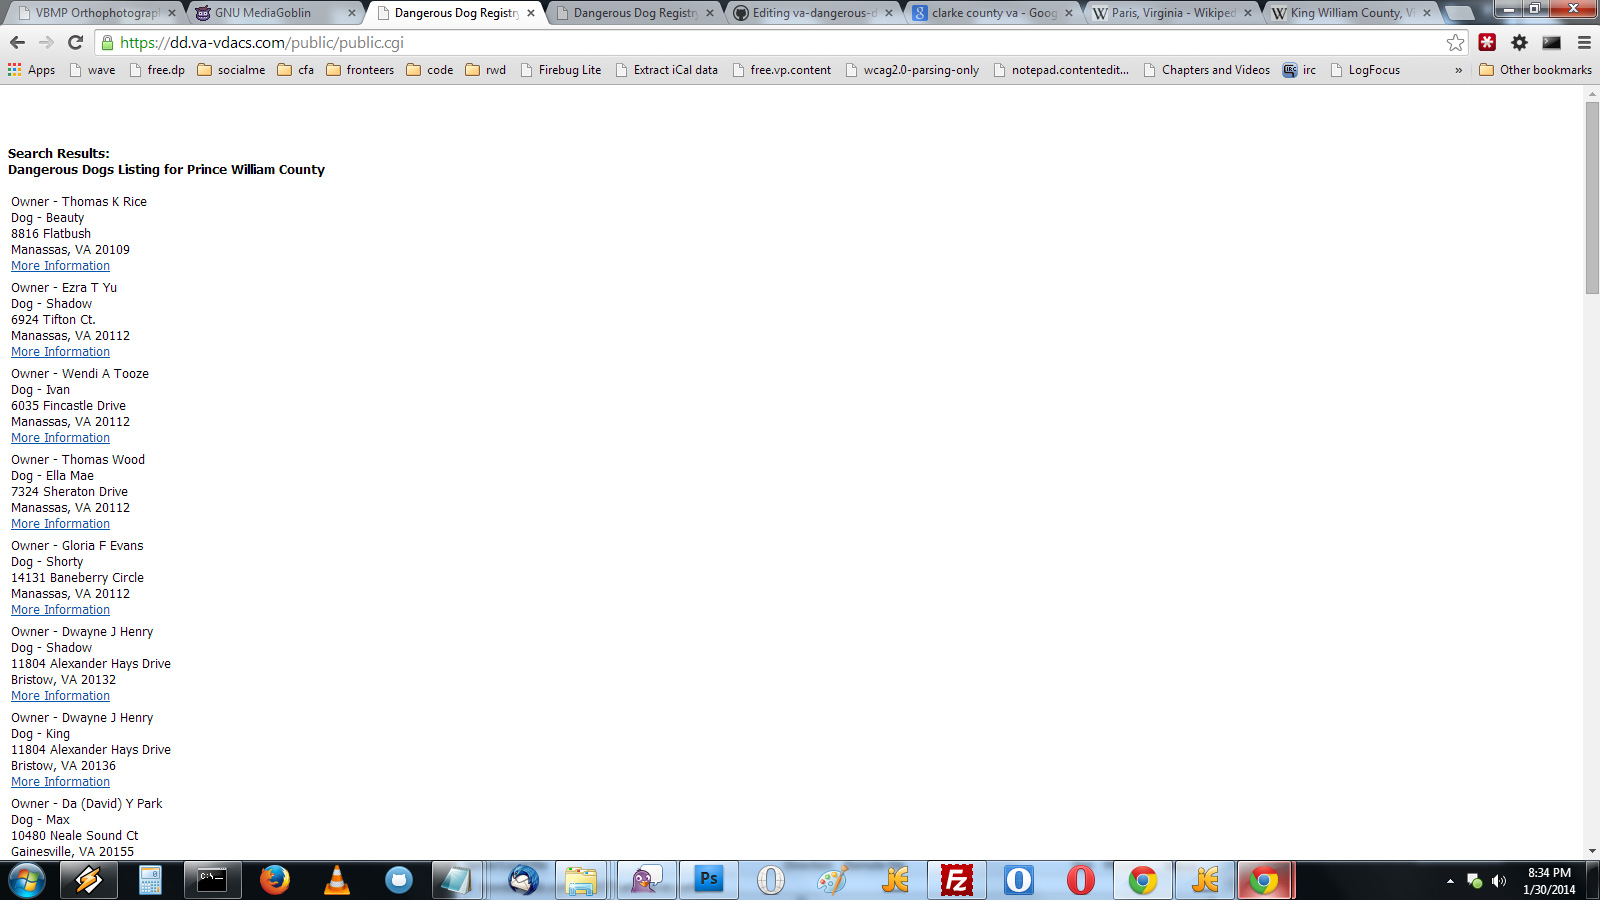 VBMP Orthophotograp
GNU MediaGoblin
Dangerous Dog Registry
Dangerous Dog Registry
Editing va-dangerous-d
clarke county va - Goog
Paris, Virginia - Wikiped
King William County, Vi
https://dd.va-vdacs.com/public/public.cgi
Apps
wave
free.dp
socialme
cfa
fronteers
code
rwd
Firebug Lite
Extract iCal data
free.vp.content
wcag2.0-parsing-only
notepad.contentedit...
Chapters and Videos
irc
LogFocus
»
Other bookmarks
Search Results:
Dangerous Dogs Listing for Prince William County
Owner - Thomas K Rice
Dog - Beauty
8816 Flatbush
Manassas, VA 20109
More Information
Owner - Ezra T Yu
Dog - Shadow
6924 Tifton Ct.
Manassas, VA 20112
More Information
Owner - Wendi A Tooze
Dog - Ivan
6035 Fincastle Drive
Manassas, VA 20112
More Information
Owner - Thomas Wood
Dog - Ella Mae
7324 Sheraton Drive
Manassas, VA 20112
More Information
Owner - Gloria F Evans
Dog - Shorty
14131 Baneberry Circle
Manassas, VA 20112
More Information
Owner - Dwayne J Henry
Dog - Shadow
11804 Alexander Hays Drive
Bristow, VA 20132
More Information
Owner - Dwayne J Henry
Dog - King
11804 Alexander Hays Drive
Bristow, VA 20136
More Information
Owner - Da (David) Y Park
Dog - Max
10480 Neale Sound Ct
Gainesville, VA 20155
C:\_
Ps
Fz
8:34 PM
1/30/2014